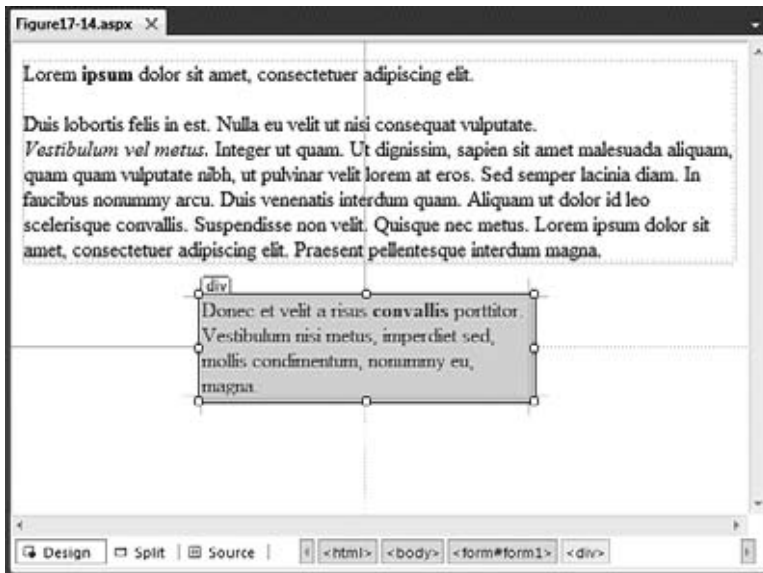 Figure17-14.aspx
Lorem ipsum dolor sit amet, consectetuer adipiscing elit.
Duis lobortis felis in est. Nulla eu velit ut nisi consequat vulputate.
Vestibulum vel metus. Integer ut quam. Ut dignissim, sapien sit amet malesuada aliquam,
quam quam vulputate nibh, ut pulvinar velit lorem at eros. Sed semper lacinia diam. In
faucibus nonummy arcu. Duis venenatis interdum quam. Aliquam ut dolor id leo
scelerisque convallis. Suspendisse non velit. Quisque nec metus. Lorem ipsum dolor sit
amet, consectetuer adipiscing elit. Praesent pellentesque interdum magna.
div
Donec et velit a risus convallis porttitor.
Vestibulum nisi metus, imperdiet sed,
mollis condimentum, nonummy eu,
magna.
Design Split Source <html> <body> <form#form1> <div>